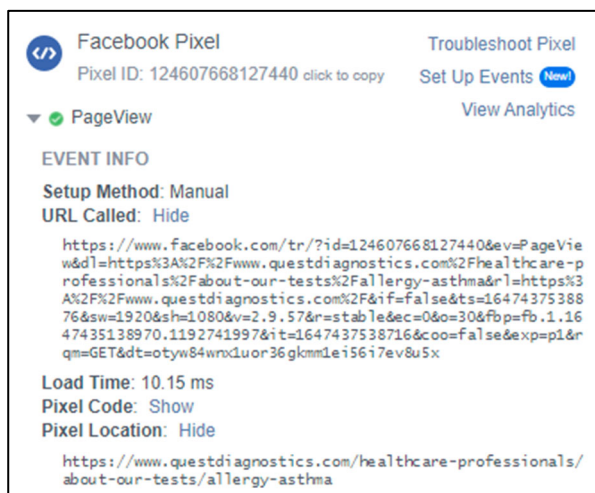 Facebook Pixel
Troubleshoot Pixel
Pixel ID: 124607668127440 click to copy
Set Up Events New!
View Analytics
PageView
EVENT INFO
Setup Method: Manual
URL Called: Hide
https://www.facebook.com/tr/?id=124607668127440&ev=PageVie
w&dl=https%3A%2F%2Fwww.questdiagnostics.com%2Fhealthcare-p
rofessionals%2Fabout-our-tests%2Fallergy-asthma&rl=https%3
A%2F%2Fwww.questdiagnostics.com%2F&if=false&ts=16474375388
76&sw=1920&sh=1080&v=2.9.57&r=stable&ec=0&o=30&fbp=fb.1.16
47435138970.1192741997&it=1647437538716&coo=false&exp=p1&r
qm=GET&dt=otyw84wnx1uor36gkmm1ei56i7ev8u5x
Load Time: 10.15 ms
Pixel Code: Show
Pixel Location: Hide
https://www.questdiagnostics.com/healthcare-professionals/
about-our-tests/allergy-asthma